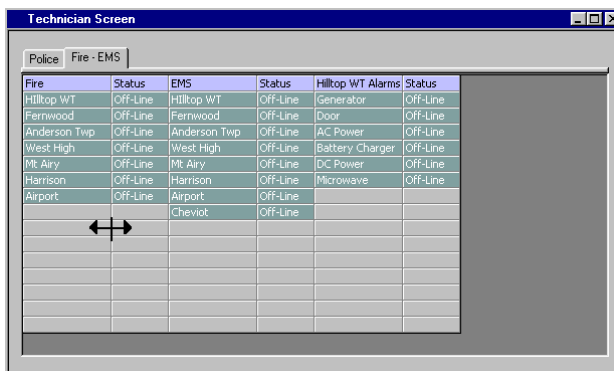 Technician Screen
Police Fire - EMS
Fire Status EMS Status Hilltop WT Alarms Status
HIlltop WT Off-Line HIlltop WT Off-Line Generator Off-Line
Fernwood Off-Line Fernwood Off-Line Door Off-Line
Anderson Twp Off-Line Anderson Twp Off-Line AC Power Off-Line
West High Off-Line West High Off-Line Battery Charger Off-Line
Mt Airy Off-Line Mt Airy Off-Line DC Power Off-Line
Harrison Off-Line Harrison Off-Line Microwave Off-Line
Airport Off-Line Airport Off-Line
Cheviot Off-Line